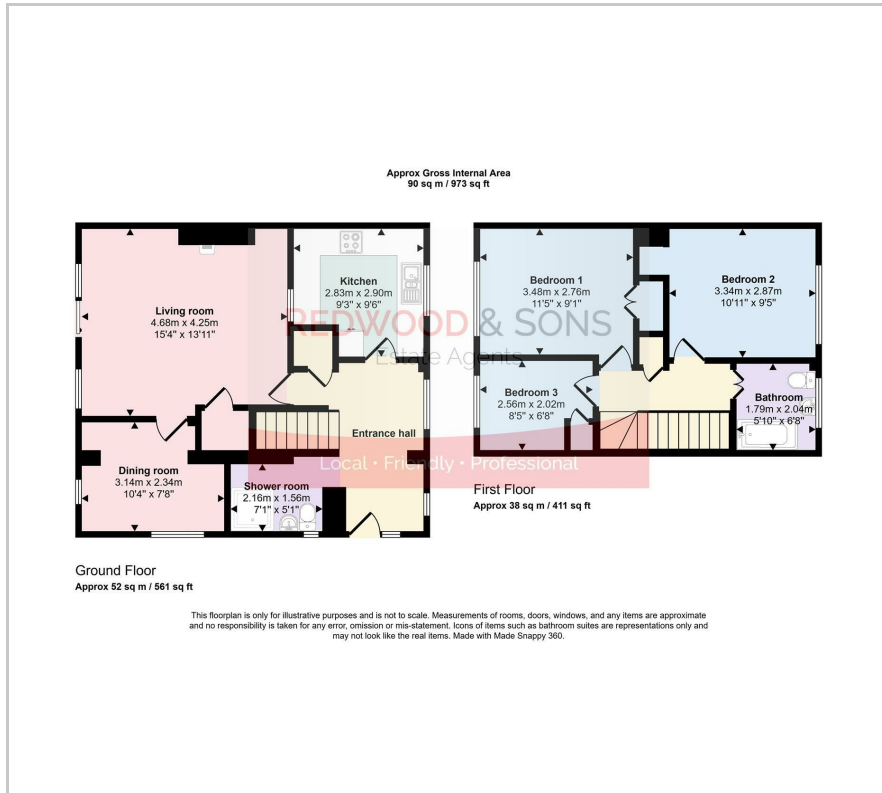 Approx Gross Internal Area
90 sq m / 973 sq ft
Living room
4.68m x 4.25m
15'4" x 13'11"
Kitchen
2.83m x 2.90m
9'3" x 9'6"
Bedroom 1
3.48m x 2.76m
11'5" x 9'1"
Bedroom 2
3.34m x 2.87m
10'11" x 9'5"
REDWOOD & SONS
Estate Agents
Bedroom 3
2.56m x 2.02m
8'5" x 6'8"
Bathroom
1.79m x 2.04m
5'10" x 6'8"
Entrance hall
Dining room
3.14m x 2.34m
10'4" x 7'8"
Shower room
2.16m x 1.56m
7'1" x 5'1"
Local • Friendly • Professional
First Floor
Approx 38 sq m / 411 sq ft
Ground Floor
Approx 52 sq m / 561 sq ft
This floorplan is only for illustrative purposes and is not to scale. Measurements of rooms, doors, windows, and any items are approximate
and no responsibility is taken for any error, omission or mis-statement. Icons of items such as bathroom suites are representations only and
may not look like the real items. Made with Made Snappy 360.